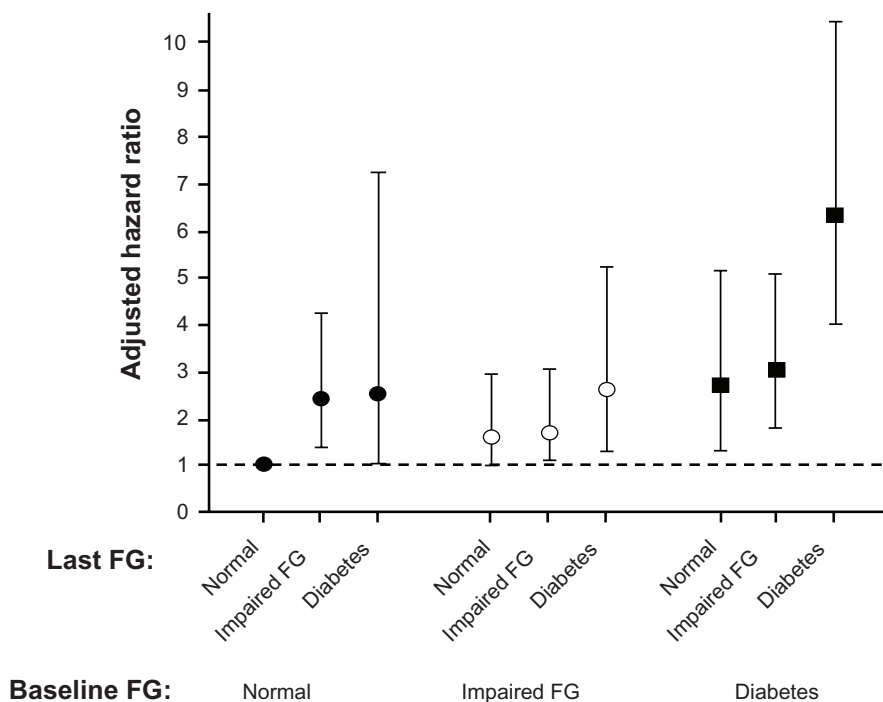 Adjusted hazard ratio
10
9
8
7
6
5
4
3
2
1
0
Last FG:
Normal
Impaired FG
Diabetes
Normal
Impaired FG
Diabetes
Normal
Impaired FG
Diabetes
Baseline FG: Normal Impaired FG Diabetes